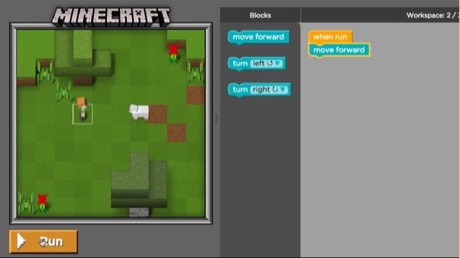 MINECRAFT
Blocks
Workspace: 2 /
when run
move forward
move forward
turn left
turn right
Run